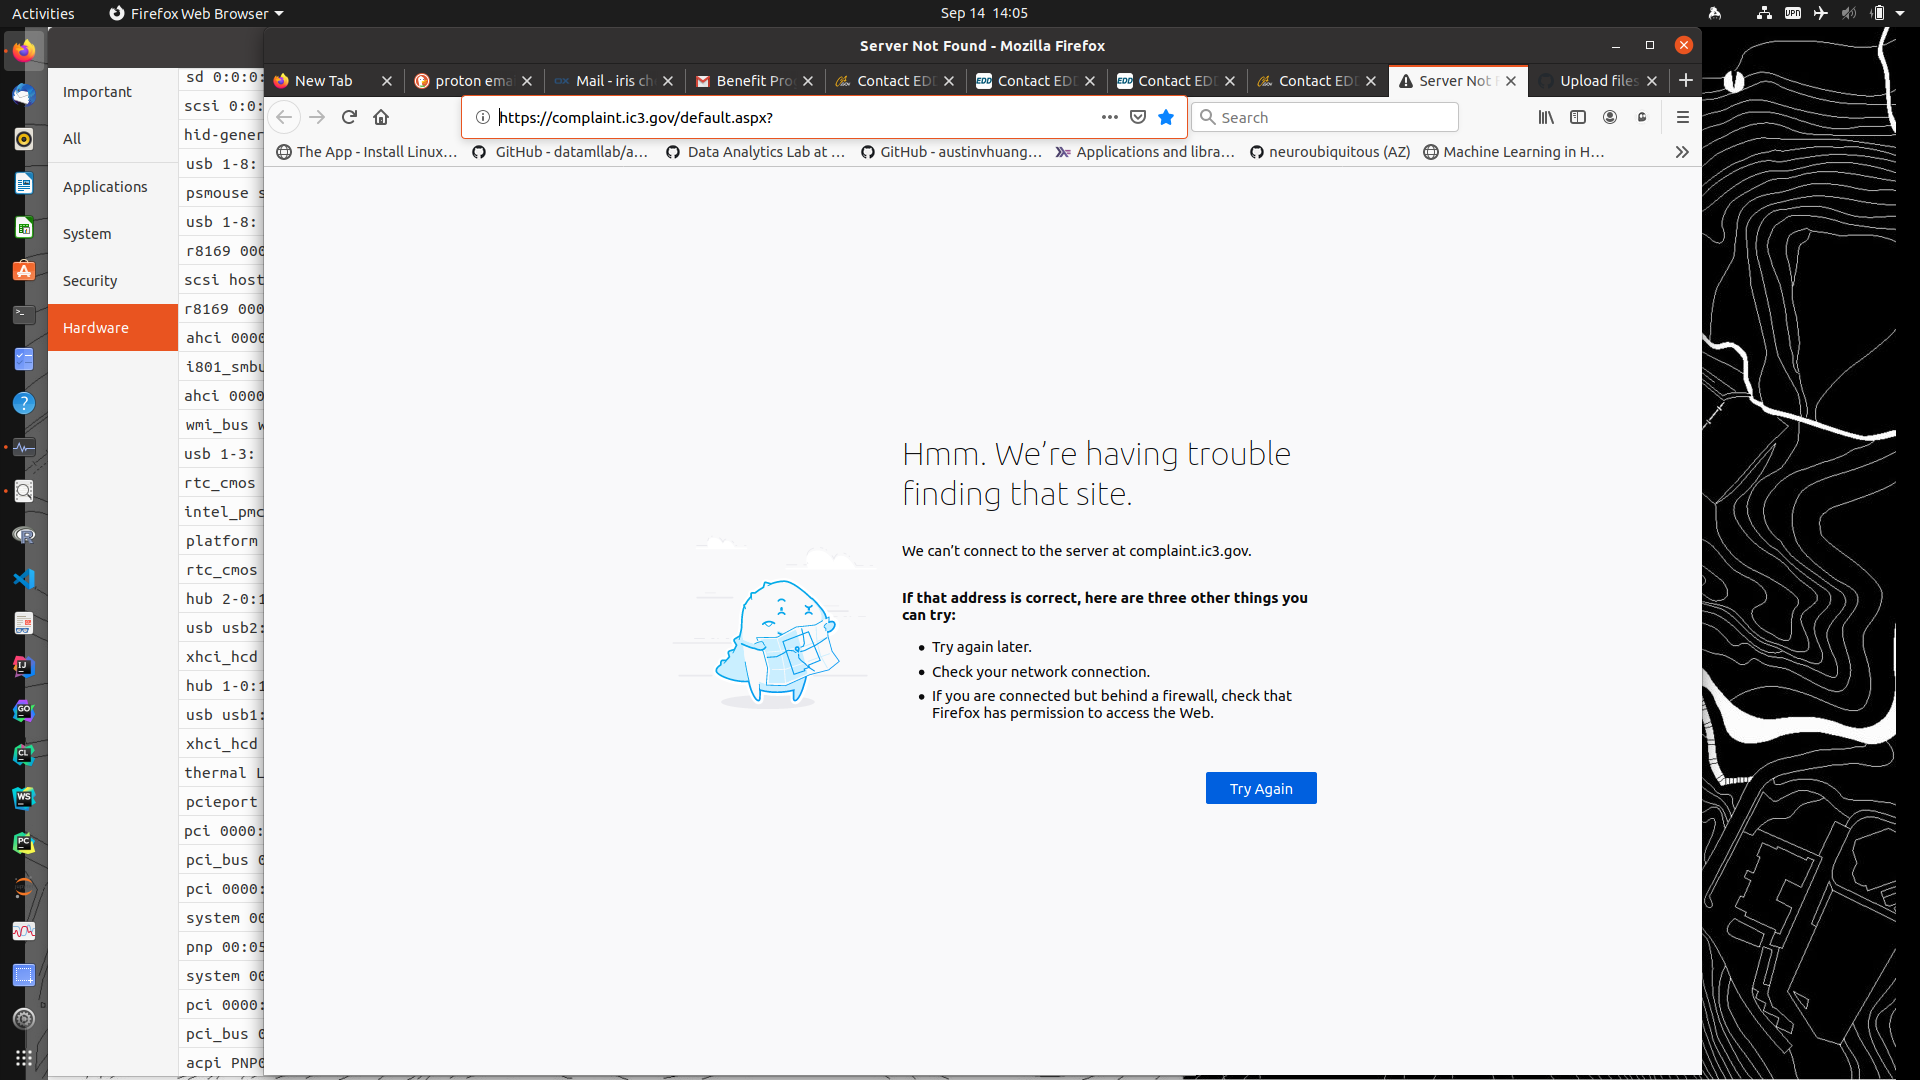 Activities
Firefox Web Browser
Sep 14 14:05
VPN
Server Not Found - Mozilla Firefox
New Tab
proton ema
Mail - iris ch
Benefit Pro
Contact EDD
EDD Contact EDD
EDD Contact EDD
Contact EDD
Server Not
Upload files
https://complaint.ic3.gov/default.aspx?
Search
The App - Install Linux…
GitHub - datamllab/a…
Data Analytics Lab at …
GitHub - austinvhuang…
Applications and libra…
neuroubiquitous (AZ)
Machine Learning in H…
Important
All
Applications
System
Security
Hardware
sd 0:0:0:
scsi 0:0:
hid-gener
usb 1-8:
psmouse s
usb 1-8:
r8169 000
scsi host
r8169 000
ahci 0000
i801_smbu
ahci 0000
wmi_bus w
usb 1-3:
rtc_cmos
intel_pmc
platform
rtc_cmos
hub 2-0:1
usb usb2:
xhci_hcd
hub 1-0:1
usb usb1:
xhci_hcd
thermal L
pcieport
pci 0000:
pci_bus 0
pci 0000:
system 00
pnp 00:05
system 00
pci 0000:
pci_bus 0
acpi PNP0
Hmm. We’re having trouble
finding that site.
We can’t connect to the server at complaint.ic3.gov.
If that address is correct, here are three other things you
can try:
Try again later.
Check your network connection.
If you are connected but behind a firewall, check that
Firefox has permission to access the Web.
Try Again